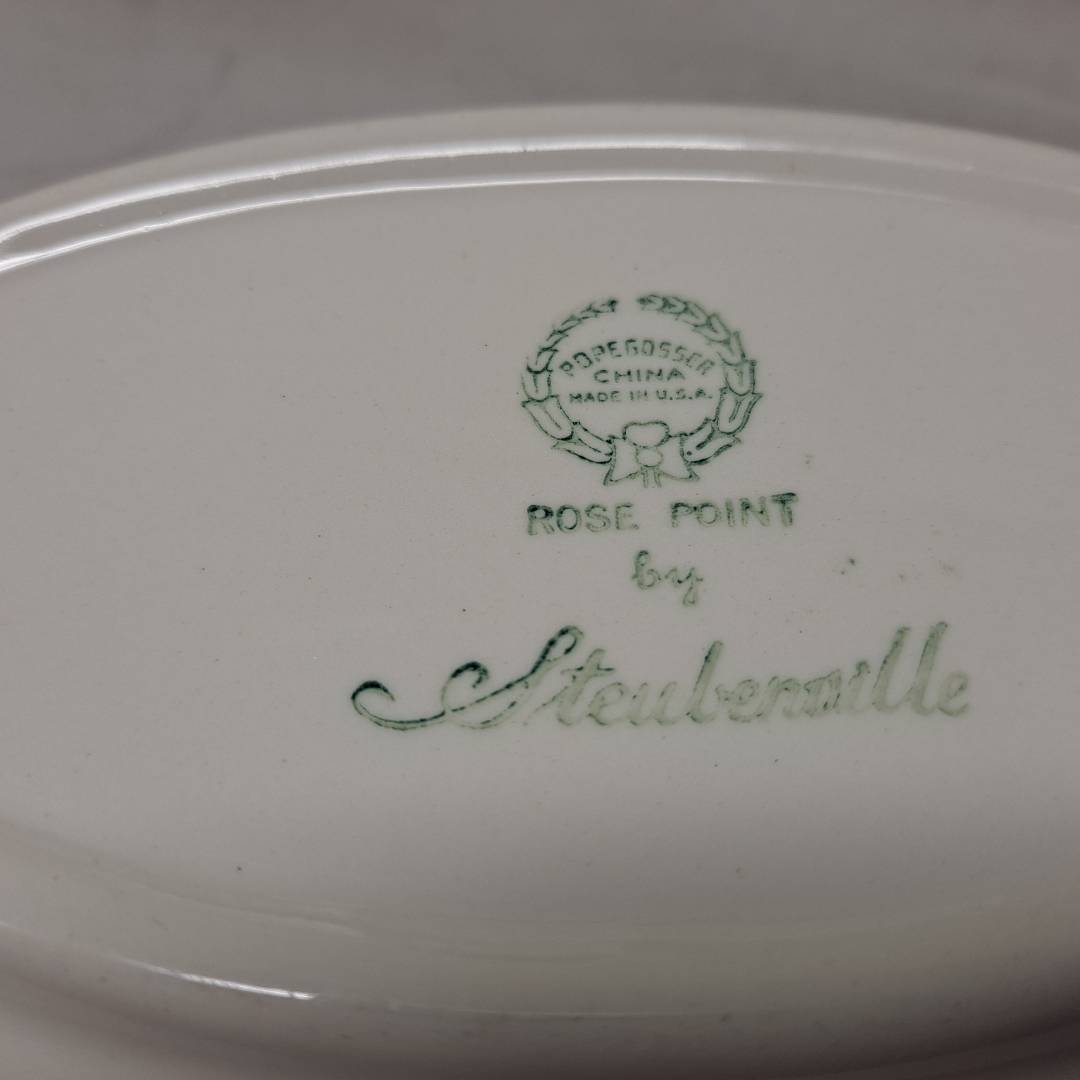 POPE GOSSER
CHINA
MADE IN U.S.A.
ROSE POINT
by
Steubenville